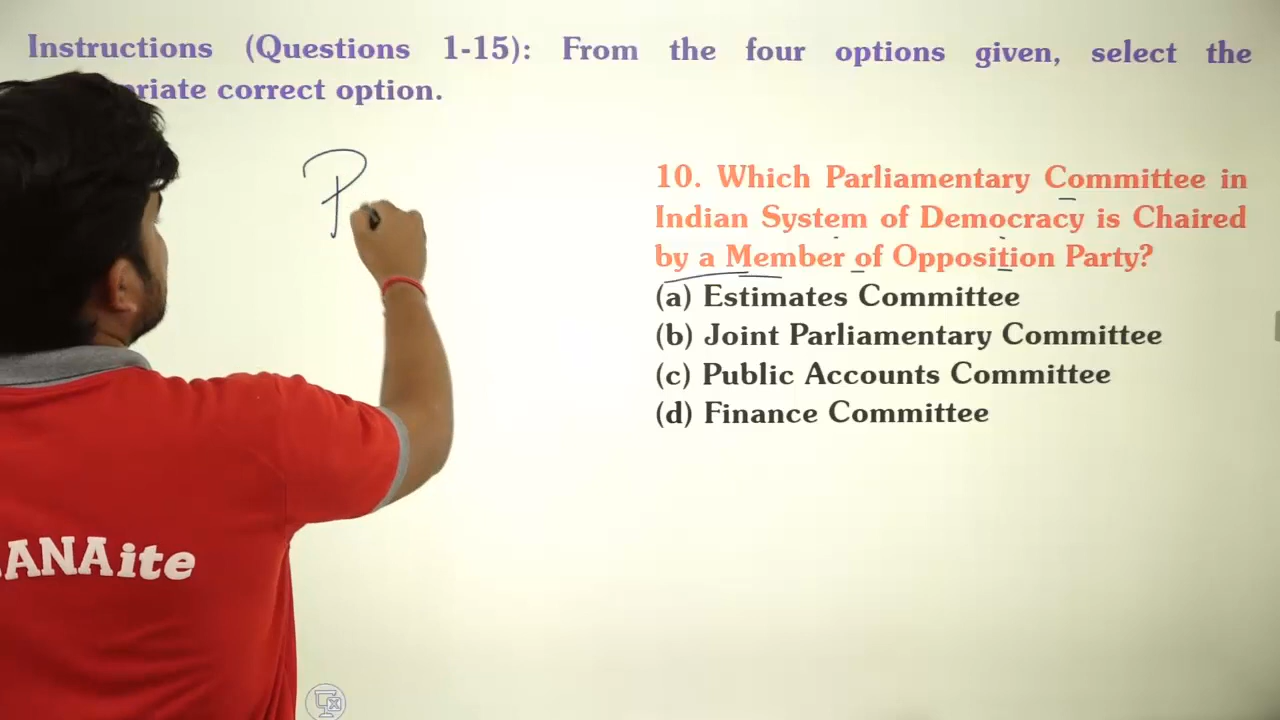 Instructions (Questions 1-15): From the four options given, select the
correct option.
P
10. Which Parliamentary Committee in
Indian System of Democracy is Chaired
by a Member of Opposition Party?
(a) Estimates Committee
(b) Joint Parliamentary Committee
(c) Public Accounts Committee
(d) Finance Committee
ANAite